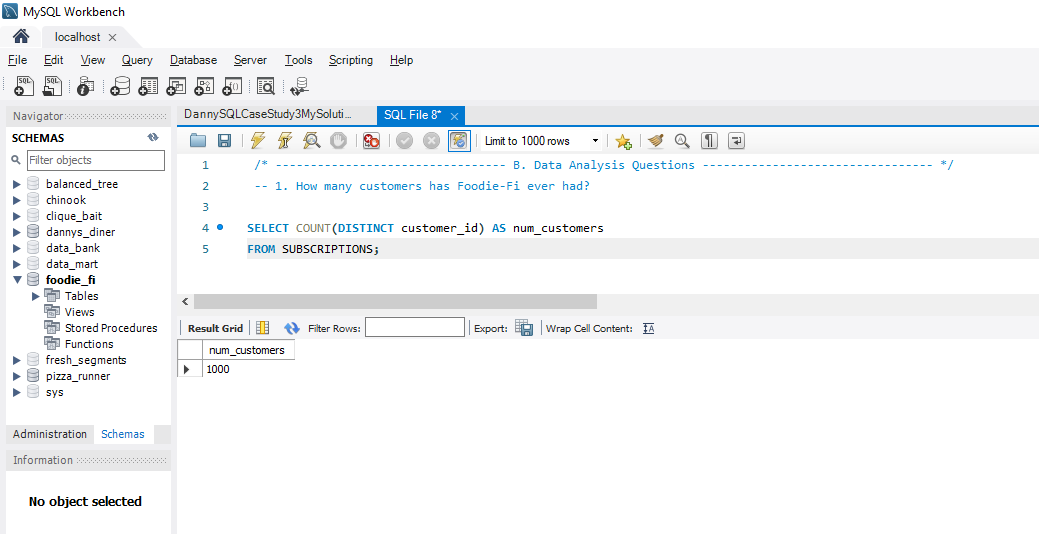 MySQL Workbench
localhost
File Edit View Query Database Server Tools Scripting Help
Navigator
SCHEMAS
Filter objects
balanced_tree
chinook
clique_bait
dannys_diner
data_bank
data_mart
foodie_fi
Tables
Views
Stored Procedures
Functions
fresh_segments
pizza_runner
sys
Administration Schemas
Information
No object selected
DannySQLCaseStudy3MySoluti... SQL File 8*
Limit to 1000 rows
1 /* --------------------------------- B. Data Analysis Questions --------------------------------- */
2 -- 1. How many customers has Foodie-Fi ever had?
3
4 SELECT COUNT(DISTINCT customer_id) AS num_customers
5 FROM SUBSCRIPTIONS;
Result Grid Filter Rows: Export: Wrap Cell Content:
num_customers
1000